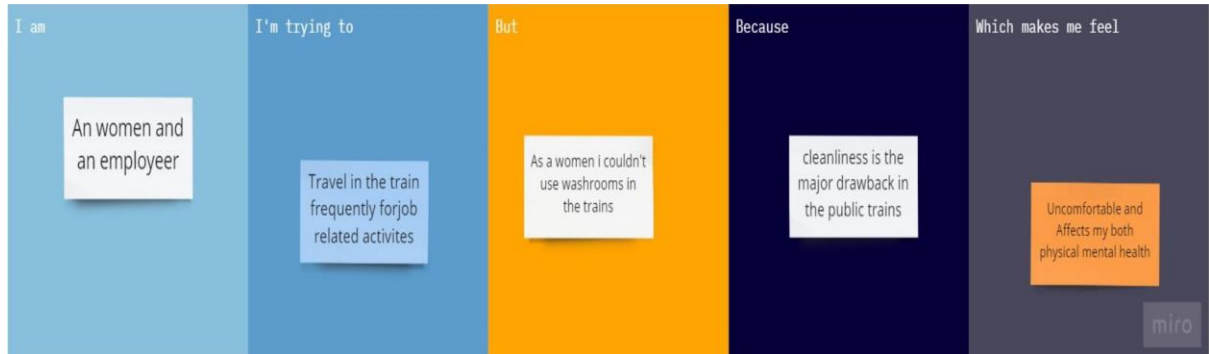 I am
An women and
an employeer
I'm trying to
Travel in the train
frequently forjob
related activites
But
As a women i couldn't
use washrooms in
the trains
Because
cleanliness is the
major drawback in
the public trains
Which makes me feel
Uncomfortable and
Affects my both
physical mental health
miro